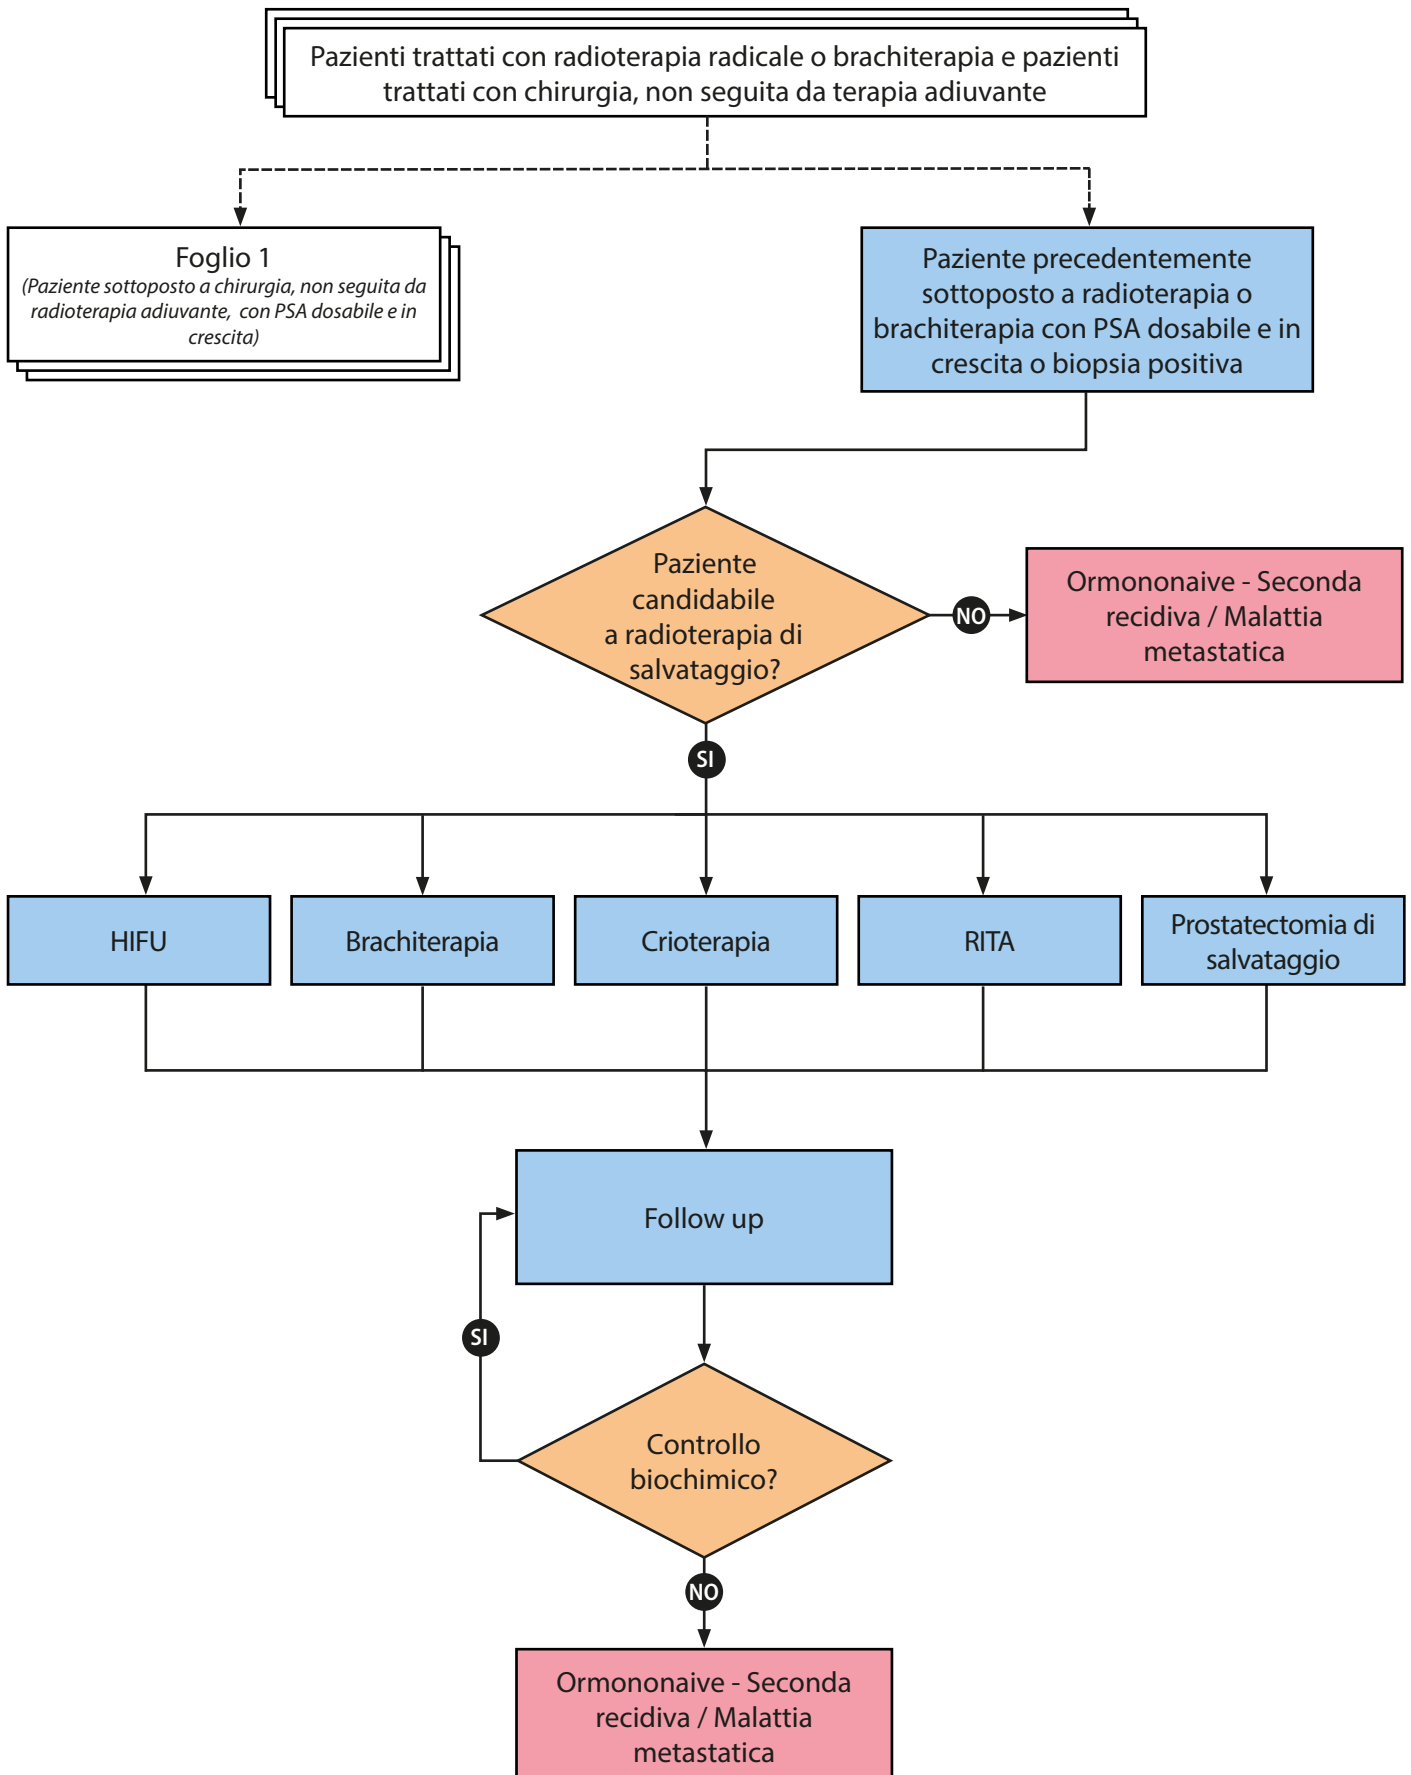 Pazienti trattati con radioterapia radicale o brachiterapia e pazienti
trattati con chirurgia, non seguita da terapia adiuvante
Foglio 1
(Paziente sottoposto a chirurgia, non seguita da
radioterapia adiuvante, con PSA dosabile e in
crescita)
Paziente precedentemente
sottoposto a radioterapia o
brachiterapia con PSA dosabile e in
crescita o biopsia positiva
Paziente
candidabile
a radioterapia di
salvataggio?
NO
Ormononaive - Seconda
recidiva / Malattia
metastatica
SI
HIFU
Brachiterapia
Crioterapia
RITA
Prostatectomia di
salvataggio
Follow up
SI
Controllo
biochimico?
NO
Ormononaive - Seconda
recidiva / Malattia
metastatica